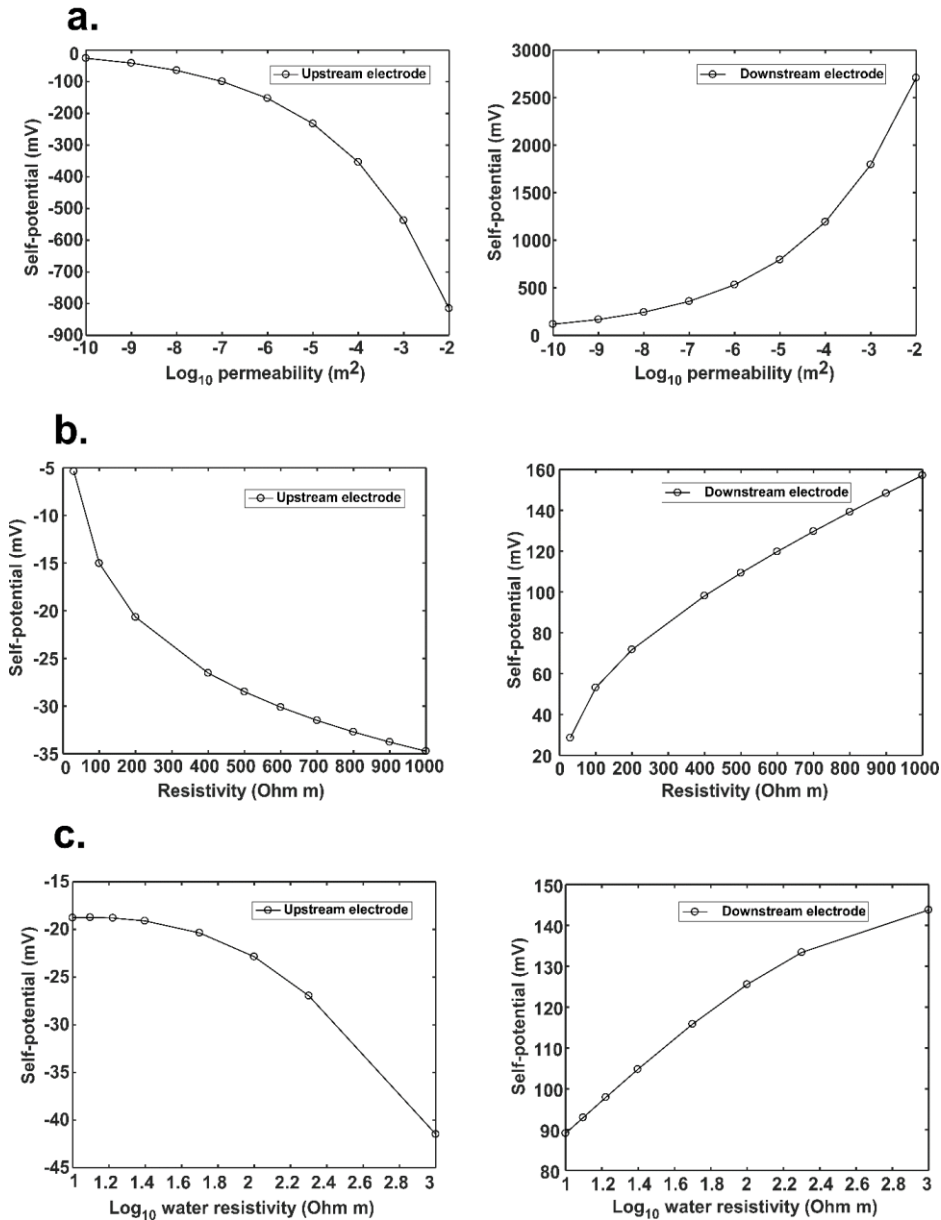 a.
0
-100
-200
-300
-400
-500
-600
-700
-800
-900
Self-potential (mV)
Upstream electrode
-10 -9 -8 -7 -6 -5 -4 -3 -2
Log10 permeability (m2)
3000
2500
2000
1500
1000
500
0
Self-potential (mV)
Downstream electrode
-10 -9 -8 -7 -6 -5 -4 -3 -2
Log10 permeability (m2)
b.
-5
-10
-15
-20
-25
-30
-35
Self-potential (mV)
Upstream electrode
0 100 200 300 400 500 600 700 800 900 1000
Resistivity (Ohm m)
160
140
120
100
80
60
40
20
Self-potential (mV)
Downstream electrode
0 100 200 300 400 500 600 700 800 900 1000
Resistivity (Ohm m)
c.
-15
-20
-25
-30
-35
-40
-45
Self-potential (mV)
Upstream electrode
1 1.2 1.4 1.6 1.8 2 2.2 2.4 2.6 2.8 3
Log10 water resistivity (Ohm m)
150
140
130
120
110
100
90
80
Self-potential (mV)
Downstream electrode
1 1.2 1.4 1.6 1.8 2 2.2 2.4 2.6 2.8 3
Log10 water resistivity (Ohm m)